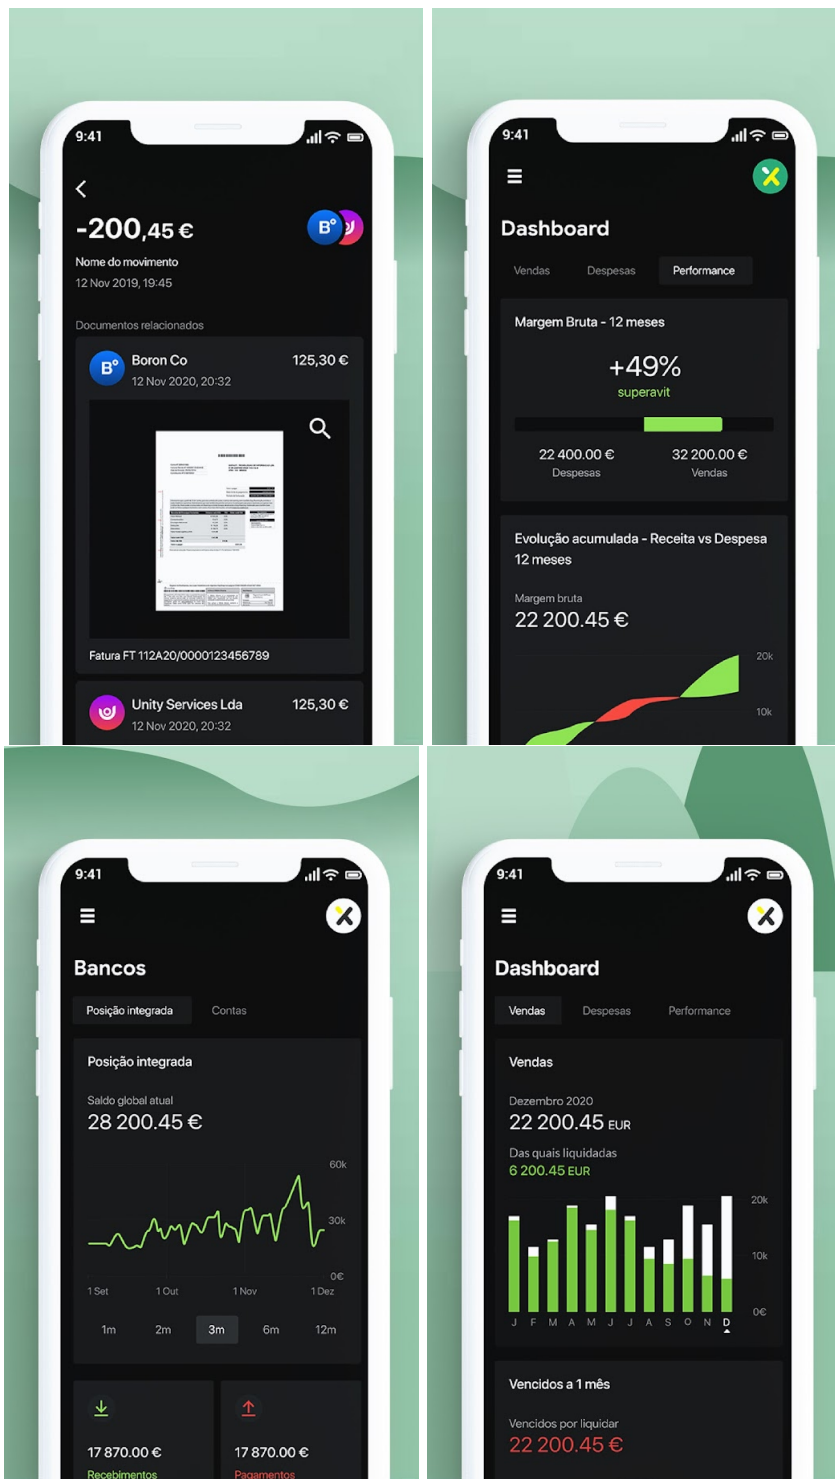 9:41
-200,45 €
B°
Nome do movimento
12 Nov 2019, 19:45
Documentos relacionados
B°
Boron Co
125,30 €
12 Nov 2020, 20:32
Fatura FT 112A20/0000123456789
Unity Services Lda
125,30 €
12 Nov 2020, 20:32
9:41
Dashboard
Vendas Despesas Performance
Margem Bruta - 12 meses
+49%
superavit
22 400.00 € 32 200.00 €
Despesas Vendas
Evolução acumulada - Receita vs Despesa
12 meses
Margem bruta
22 200.45 €
20k
10k
9:41
Bancos
Posição integrada Contas
Posição integrada
Saldo global atual
28 200.45 €
60k
30k
0€
1 Set 1 Out 1 Nov 1 Dez
1m 2m 3m 6m 12m
17 870.00 € 17 870.00 €
Recebimentos Pagamentos
9:41
Dashboard
Vendas Despesas Performance
Vendas
Dezembro 2020
22 200.45 EUR
Das quais liquidadas
6 200.45 EUR
20k
10k
0€
J F M A M J J A S O N D
Vencidos a 1 mês
Vencidos por liquidar
22 200.45 €